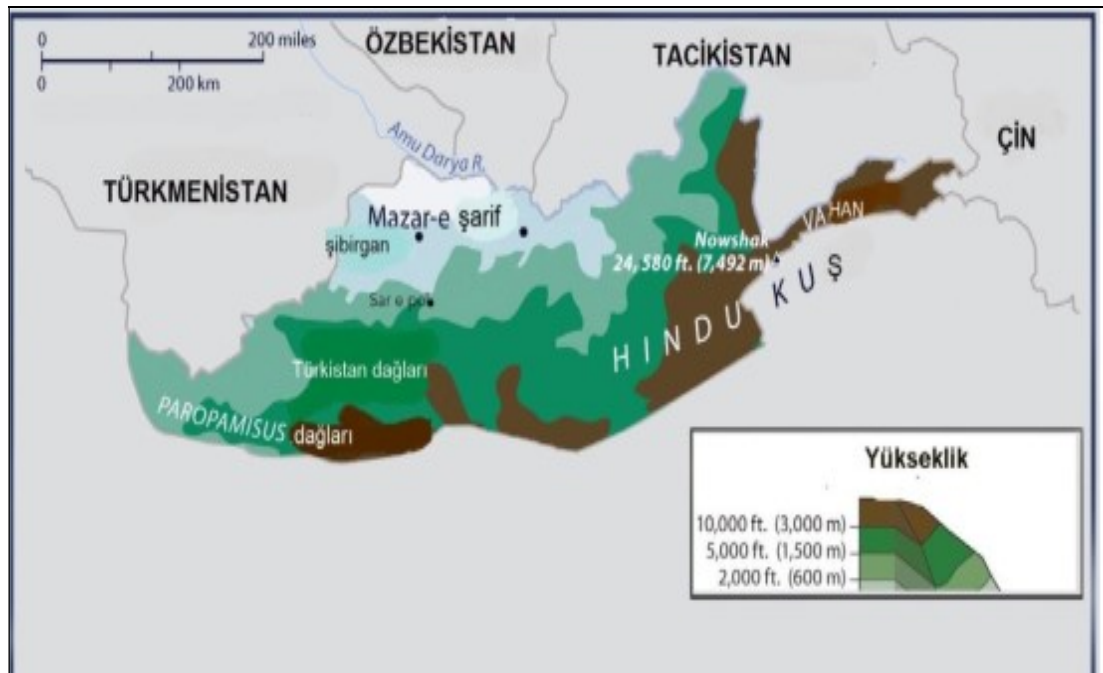 0 200 miles
0 200 km
ÖZBEKİSTAN
TACİKİSTAN
ÇİN
Amu Darya R.
TÜRKMENİSTAN
Mazar-e şarif
şibirgan
VAHAN
Nowshak
24, 580 ft. (7,492 m)
HINDU KUŞ
Sar e pol
Türkistan dağları
PAROPAMISUS dağları
Yükseklik
10,000 ft. (3,000 m)
5,000 ft. (1,500 m)
2,000 ft. (600 m)